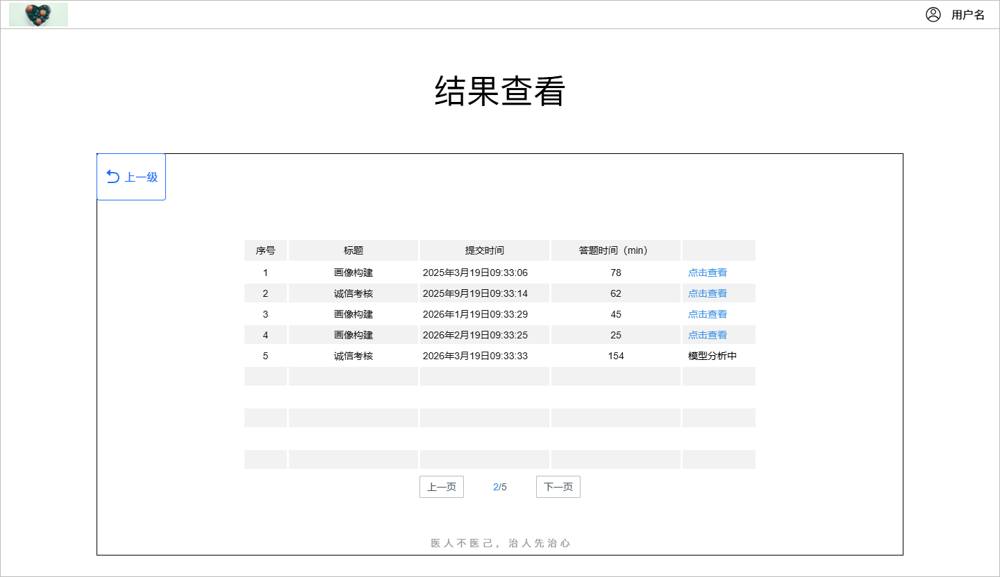 用户名
结果查看
上一级
序号 标题 提交时间 答题时间（min）
1 画像构建 2025年3月19日09:33:06 78 点击查看
2 诚信考核 2025年9月19日09:33:14 62 点击查看
3 画像构建 2026年1月19日09:33:29 45 点击查看
4 画像构建 2026年2月19日09:33:25 25 点击查看
5 诚信考核 2026年3月19日09:33:33 154 模型分析中
上一页 2/5 下一页
医人不医己，治人先治心